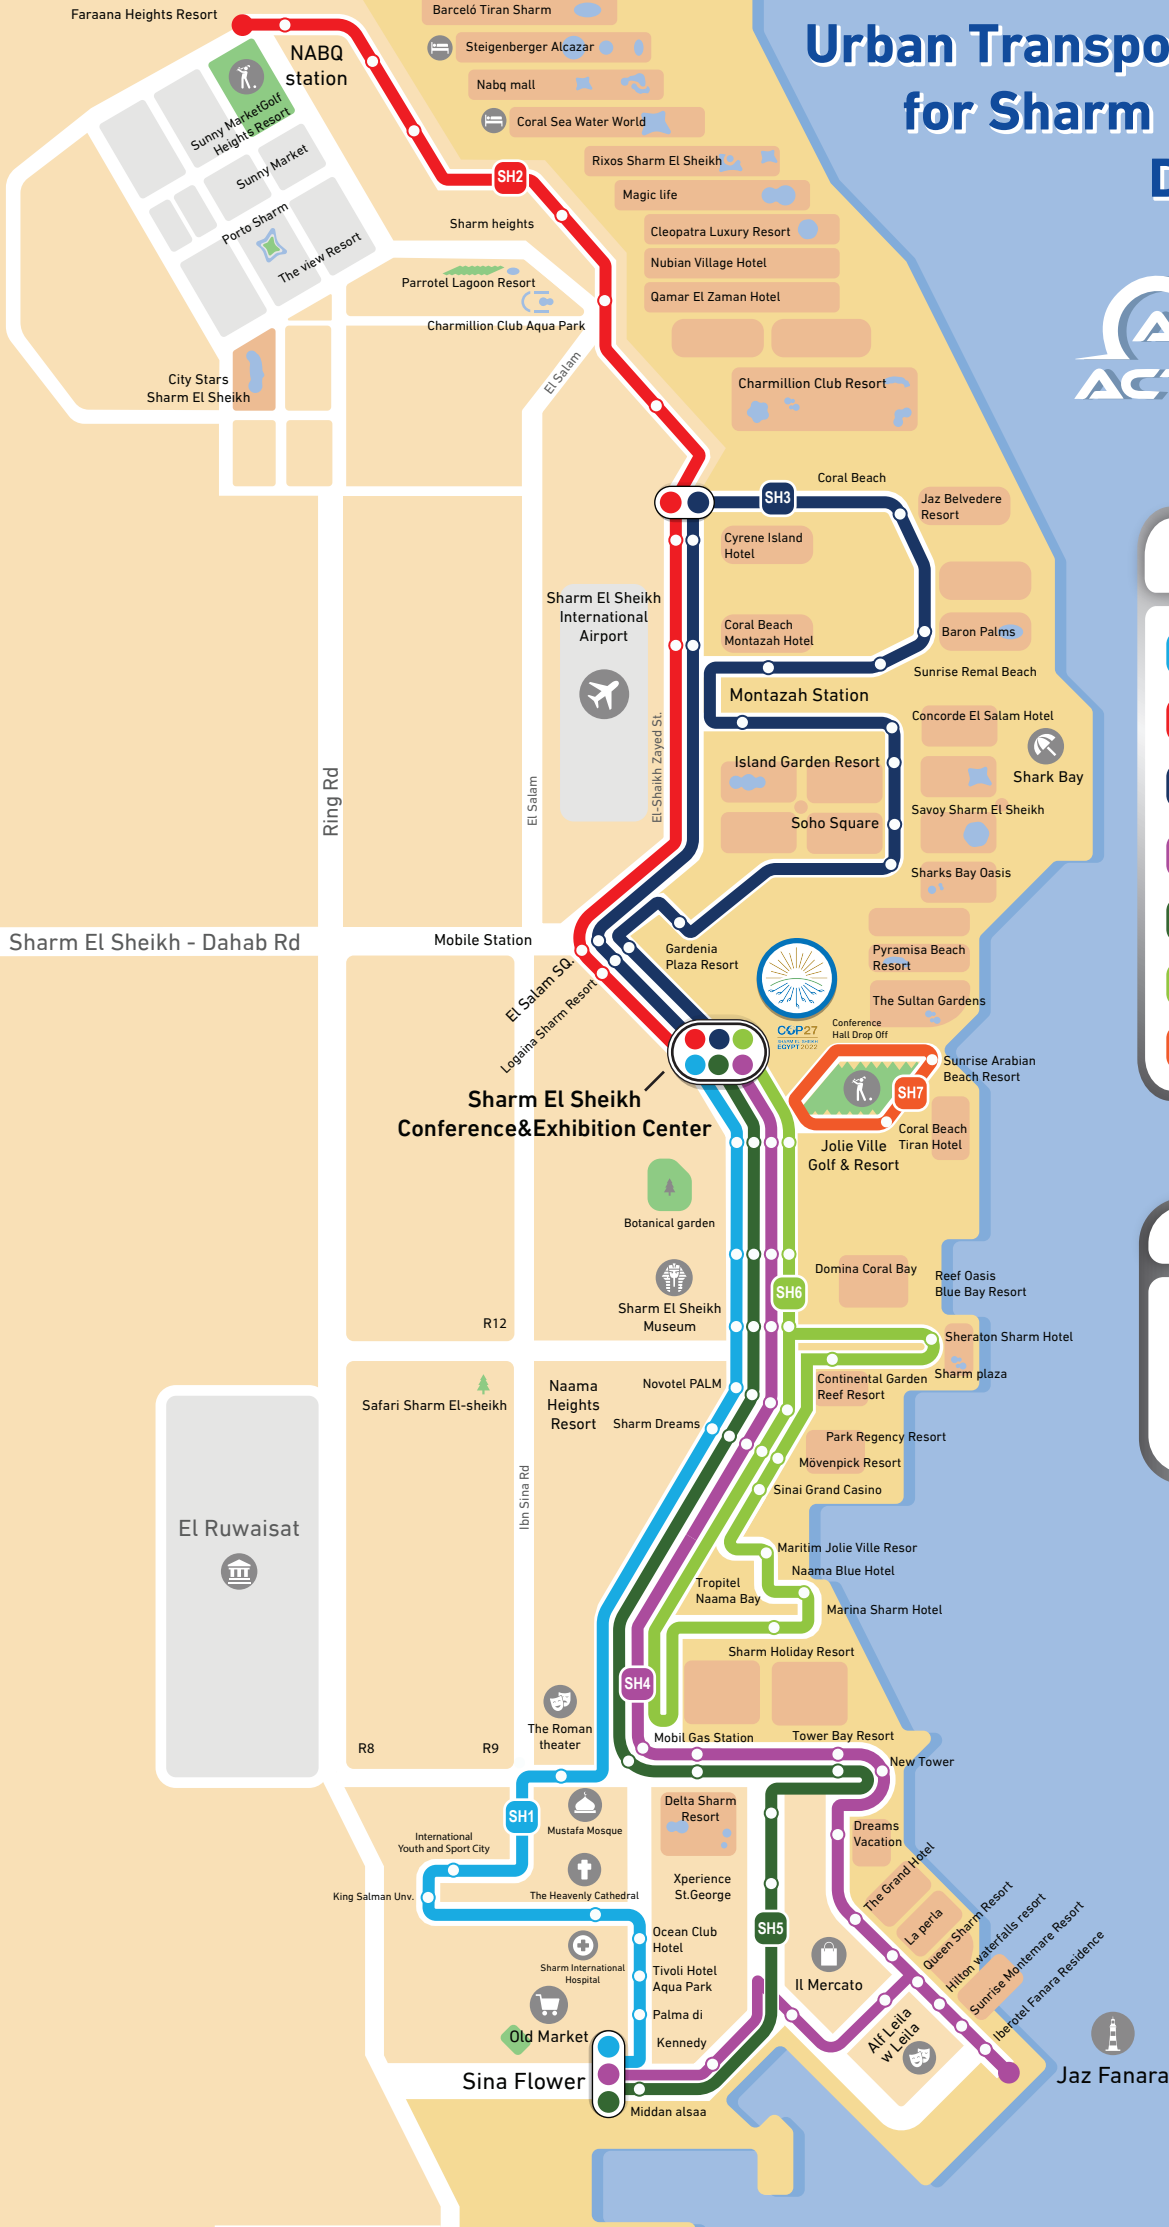 Faraana Heights Resort
NABQ
station
Barceló Tiran Sharm
Steigenberger Alcazar
Nabq mall
Coral Sea Water World
Rixos Sharm El Sheikh
Magic life
Cleopatra Luxury Resort
Nubian Village Hotel
Qamar El Zaman Hotel
Urban Transpo
for Sharm
D
A
ACT
Sunny MarketGolf
Heights Resort
Sunny Market
Porto Sharm
The view Resort
SH2
Sharm heights
Parrotel Lagoon Resort
Charmillion Club Aqua Park
El Salam
City Stars
Sharm El Sheikh
Charmillion Club Resort
SH3
Coral Beach
Jaz Belvedere
Resort
Cyrene Island
Hotel
Sharm El Sheikh
International
Airport
Coral Beach
Montazah Hotel
Baron Palms
Sunrise Remal Beach
Montazah Station
Concorde El Salam Hotel
Shark Bay
Island Garden Resort
Savoy Sharm El Sheikh
Soho Square
Sharks Bay Oasis
Ring Rd
El Salam
El-Shaikh Zayed St.
Sharm El Sheikh - Dahab Rd
Mobile Station
El Salam SQ.
Logaina Sharm Resort
Gardenia
Plaza Resort
Pyramisa Beach
Resort
The Sultan Gardens
COP27
SHARM EL SHEIKH
EGYPT 2022
Conference
Hall Drop Off
Sunrise Arabian
Beach Resort
SH7
Sharm El Sheikh
Conference&Exhibition Center
Coral Beach
Tiran Hotel
Jolie Ville
Golf & Resort
Botanical garden
Domina Coral Bay
Reef Oasis
Blue Bay Resort
SH6
Sharm El Sheikh
Museum
R12
Sheraton Sharm Hotel
Sharm plaza
Continental Garden
Reef Resort
Novotel PALM
Naama
Heights
Resort
Safari Sharm El-sheikh
Sharm Dreams
Park Regency Resort
Mövenpick Resort
Sinai Grand Casino
Ibn Sina Rd
El Ruwaisat
Maritim Jolie Ville Resor
Naama Blue Hotel
Tropitel
Naama Bay
Marina Sharm Hotel
Sharm Holiday Resort
SH4
The Roman
theater
Mobil Gas Station
Tower Bay Resort
New Tower
R8
R9
SH1
Mustafa Mosque
Delta Sharm
Resort
Dreams
Vacation
International
Youth and Sport City
King Salman Unv.
The Heavenly Cathedral
Xperience
St.George
The Grand Hotel
La perla
Queen Sharm Resort
Hilton waterfalls resort
Sunrise Montemare Resort
Iberotel Fanara Residence
SH5
Ocean Club
Hotel
Sharm International
Hospital
Tivoli Hotel
Aqua Park
Il Mercato
Old Market
Palma di
Kennedy
Alf Leila
w Leila
Sina Flower
Middan alsaa
Jaz Fanara